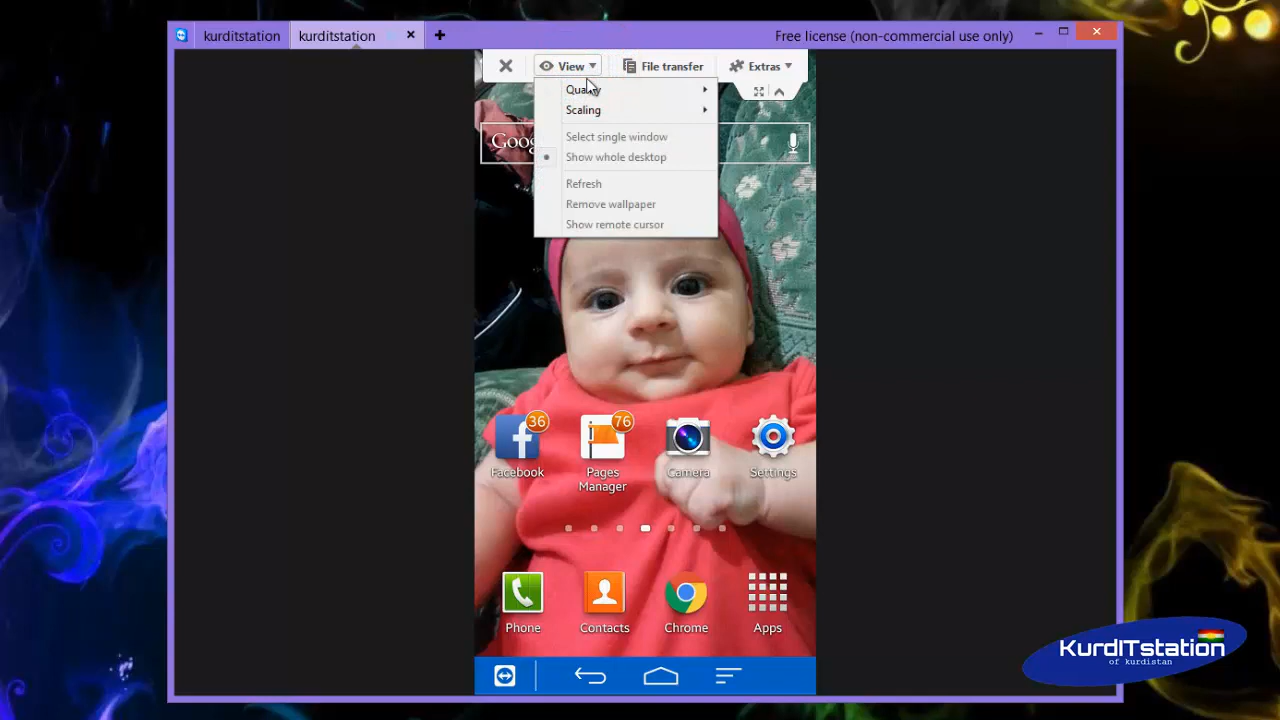 kurditstation
kurditstation
Free license (non-commercial use only)
View
File transfer
Extras
Scaling
Select single window
Show whole desktop
Refresh
Remove wallpaper
Show remote cursor
36
76
Facebook
Pages
Manager
Camera
Settings
Phone
Contacts
Chrome
Apps
KurdITstation
of kurdistan